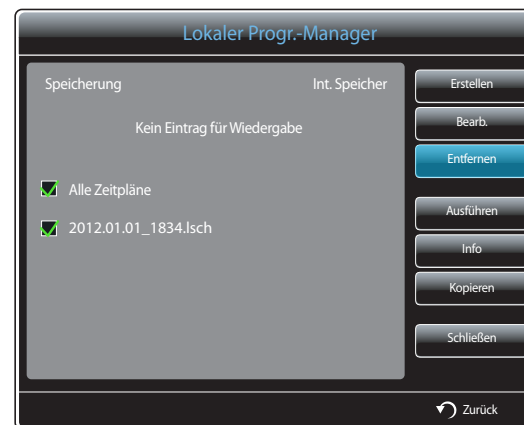 Lokaler Progr.-Manager
Speicherung Int. Speicher
Kein Eintrag für Wiedergabe
Alle Zeitpläne
2012.01.01_1834.lsch
Erstellen
Bearb.
Entfernen
Ausführen
Info
Kopieren
Schließen
Zurück